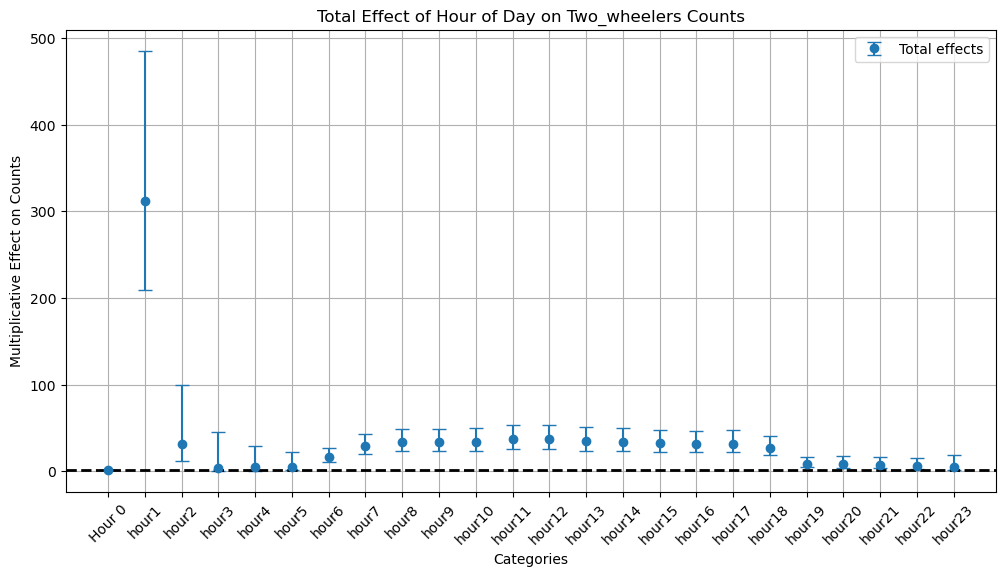 Total Effect of Hour of Day on Two_wheelers Counts
Total effects
Multiplicative Effect on Counts
500
400
300
200
100
0
Hour 0
hour1
hour2
hour3
hour4
hour5
hour6
hour7
hour8
hour9
hour10
hour11
hour12
hour13
hour14
hour15
hour16
hour17
hour18
hour19
hour20
hour21
hour22
hour23
Categories